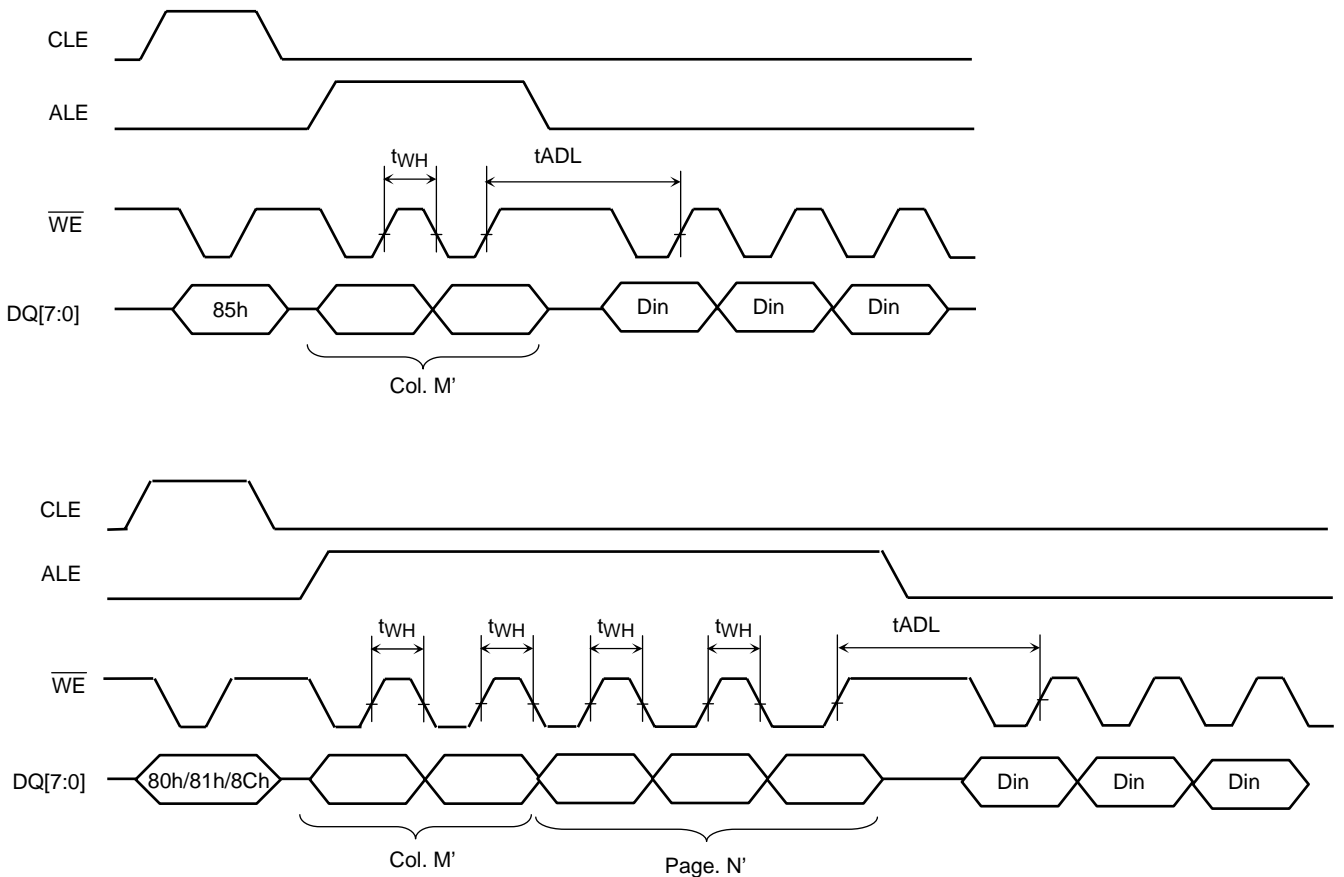 CLE
ALE
tWH tADL
WE
DQ[7:0] 85h Din Din Din
Col. M’
CLE
ALE
tWH tWH tWH tWH tADL
WE
DQ[7:0] 80h/81h/8Ch Din Din Din
Col. M’ Page. N’